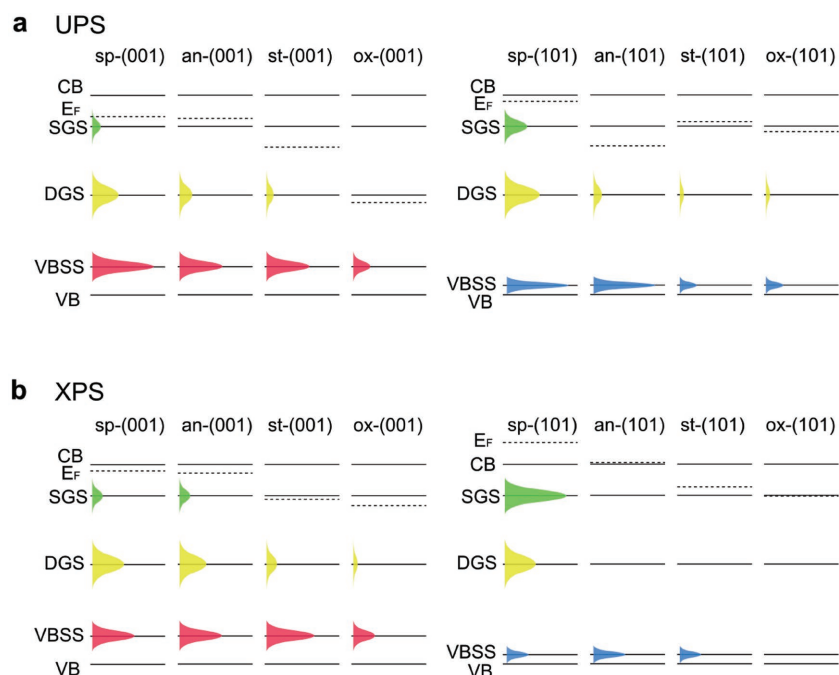 a UPS
sp-(001) an-(001) st-(001) ox-(001)
CB
EF
SGS
DGS
VBSS
VB
sp-(101) an-(101) st-(101) ox-(101)
CB
EF
SGS
DGS
VBSS
VB
b XPS
sp-(001) an-(001) st-(001) ox-(001)
CB
EF
SGS
DGS
VBSS
VB
sp-(101) an-(101) st-(101) ox-(101)
EF
CB
SGS
DGS
VBSS
VB